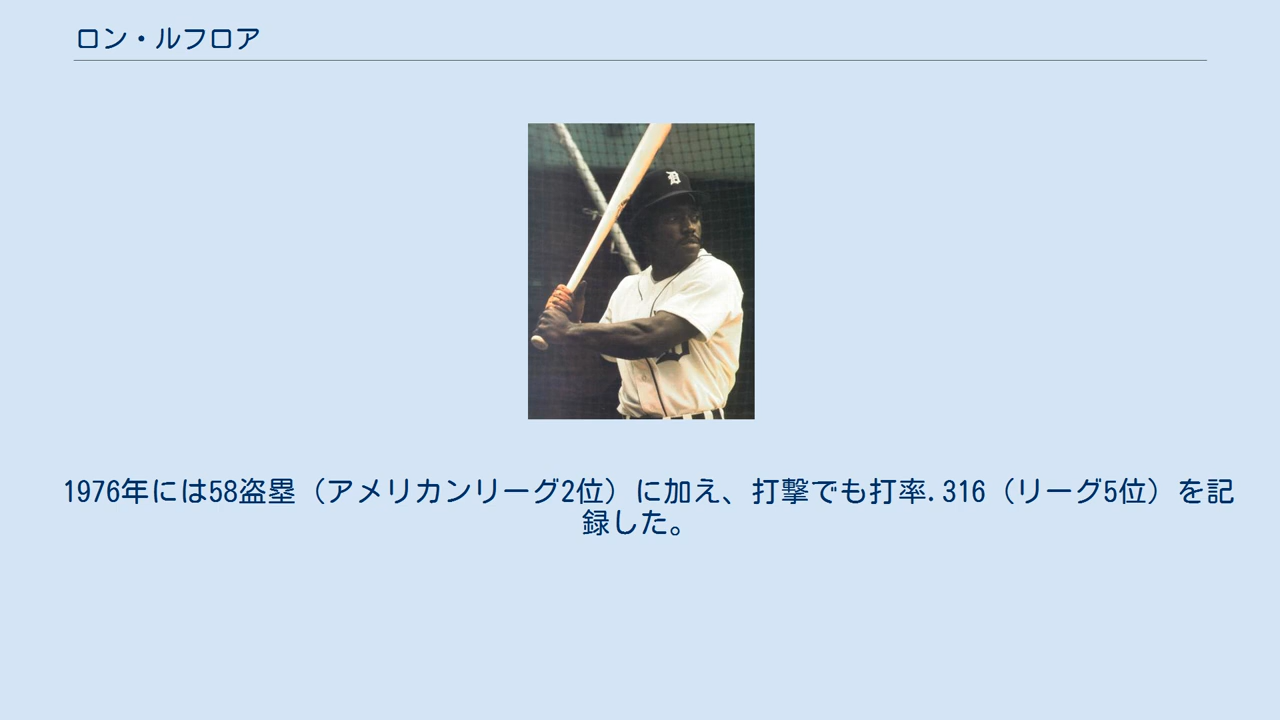 ロン・ルフロア
D
1976年には58盗塁（アメリカンリーグ2位）に加え、打撃でも打率.316（リーグ5位）を記
録した。